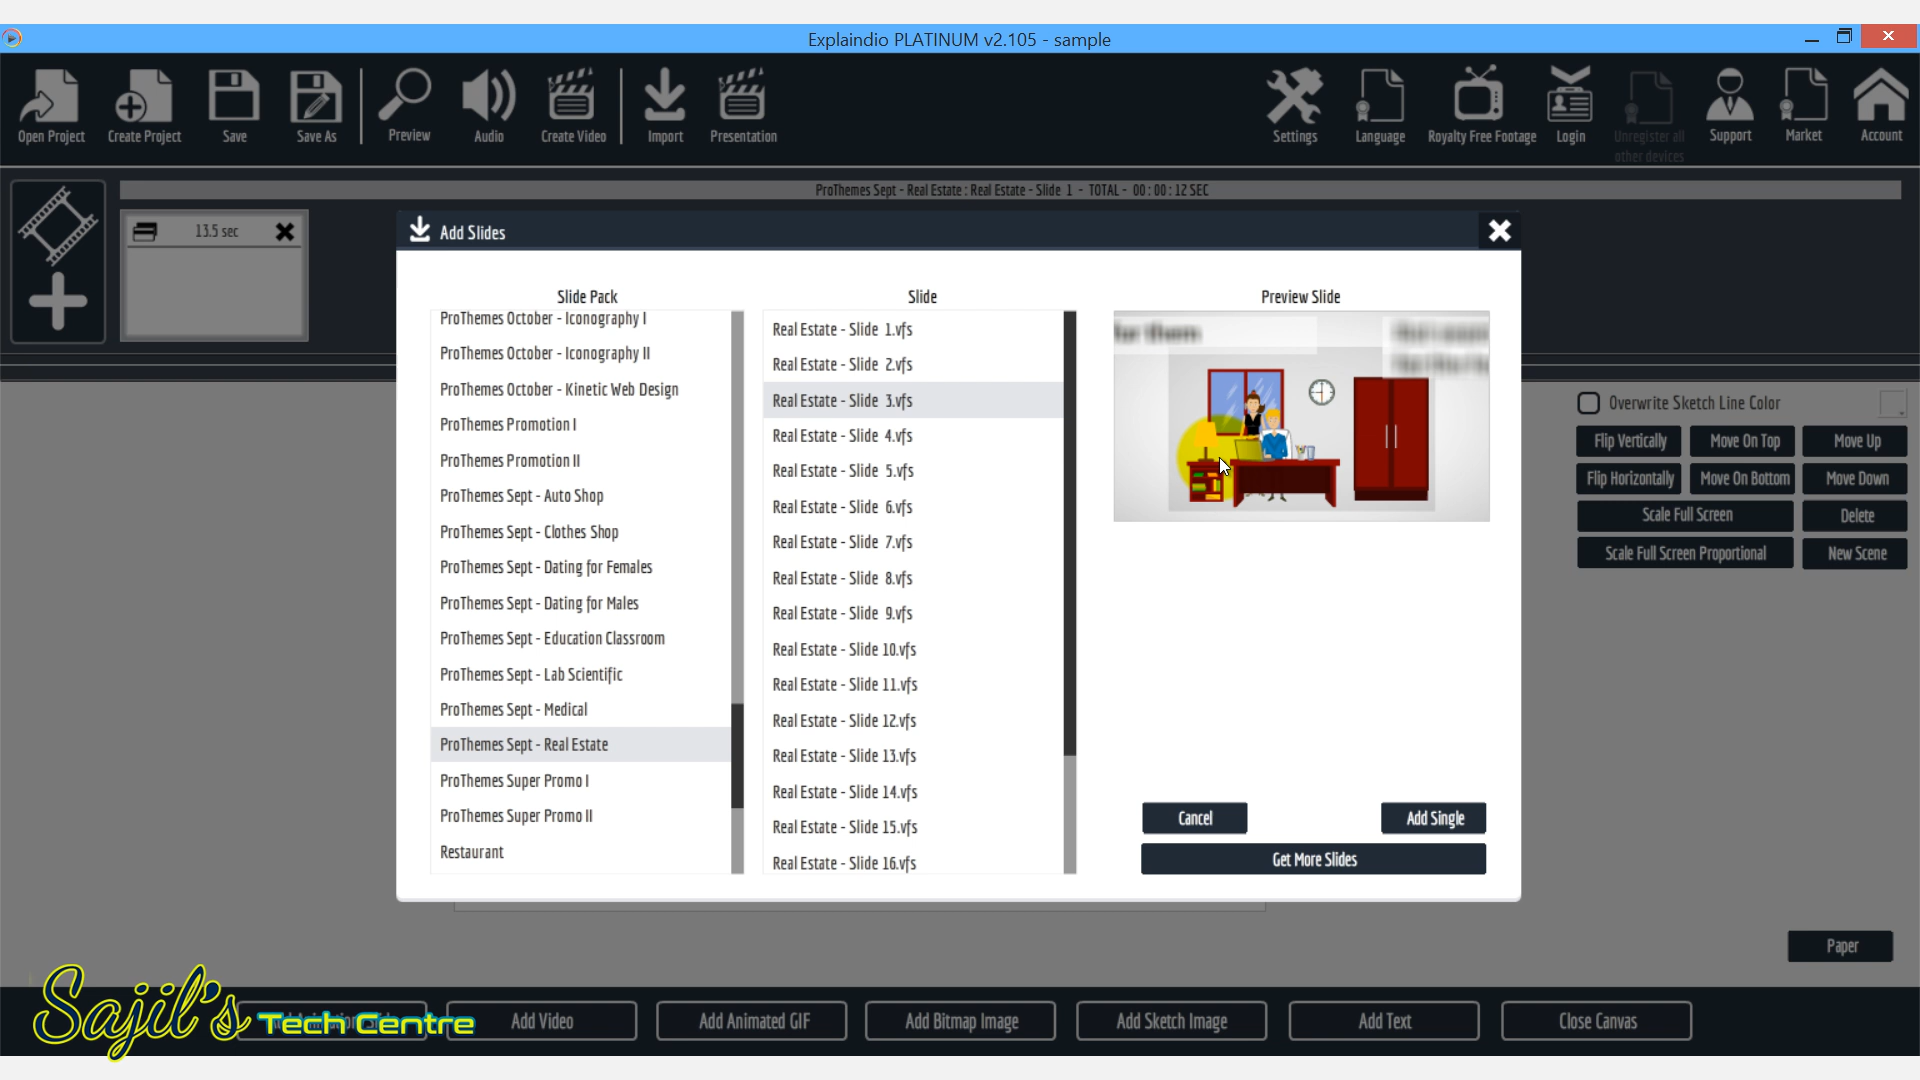 Explaindio PLATINUM v2.105 - sample
Open Project
Create Project
Save
Save As
Preview
Audio
Create Video
Import
Presentation
Settings
Language
Royalty Free Footage
Login
Unregister all
other devices
Support
Market
Account
ProThemes Sept - Real Estate : Real Estate - Slide 1 - TOTAL - 00 : 00 : 12 SEC
13.5 sec
Add Slides
Slide Pack
ProThemes October - Iconography I
ProThemes October - Iconography II
ProThemes October - Kinetic Web Design
ProThemes Promotion I
ProThemes Promotion II
ProThemes Sept - Auto Shop
ProThemes Sept - Clothes Shop
ProThemes Sept - Dating for Females
ProThemes Sept - Dating for Males
ProThemes Sept - Education Classroom
ProThemes Sept - Lab Scientific
ProThemes Sept - Medical
ProThemes Sept - Real Estate
ProThemes Super Promo I
ProThemes Super Promo II
Restaurant
Slide
Real Estate - Slide 1.vfs
Real Estate - Slide 2.vfs
Real Estate - Slide 3.vfs
Real Estate - Slide 4.vfs
Real Estate - Slide 5.vfs
Real Estate - Slide 6.vfs
Real Estate - Slide 7.vfs
Real Estate - Slide 8.vfs
Real Estate - Slide 9.vfs
Real Estate - Slide 10.vfs
Real Estate - Slide 11.vfs
Real Estate - Slide 12.vfs
Real Estate - Slide 13.vfs
Real Estate - Slide 14.vfs
Real Estate - Slide 15.vfs
Real Estate - Slide 16.vfs
Preview Slide
for them
Cancel
Add Single
Get More Slides
Overwrite Sketch Line Color
Flip Vertically
Move On Top
Move Up
Flip Horizontally
Move On Bottom
Move Down
Scale Full Screen
Delete
Scale Full Screen Proportional
New Scene
Paper
Sajil's Tech Centre
Add Video
Add Animated GIF
Add Bitmap Image
Add Sketch Image
Add Text
Close Canvas